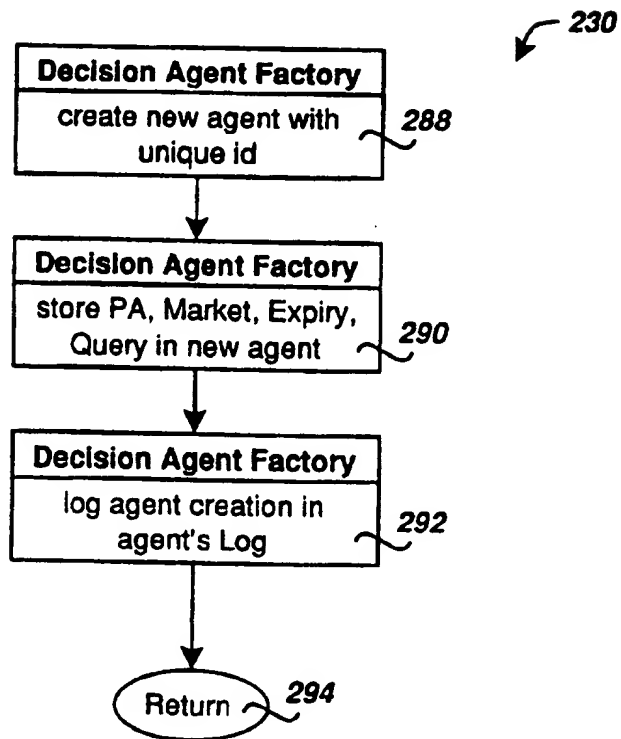 230
Decision Agent Factory
create new agent with
unique id
288
Decision Agent Factory
store PA, Market, Expiry,
Query in new agent
290
Decision Agent Factory
log agent creation in
agent's Log
292
Return
294